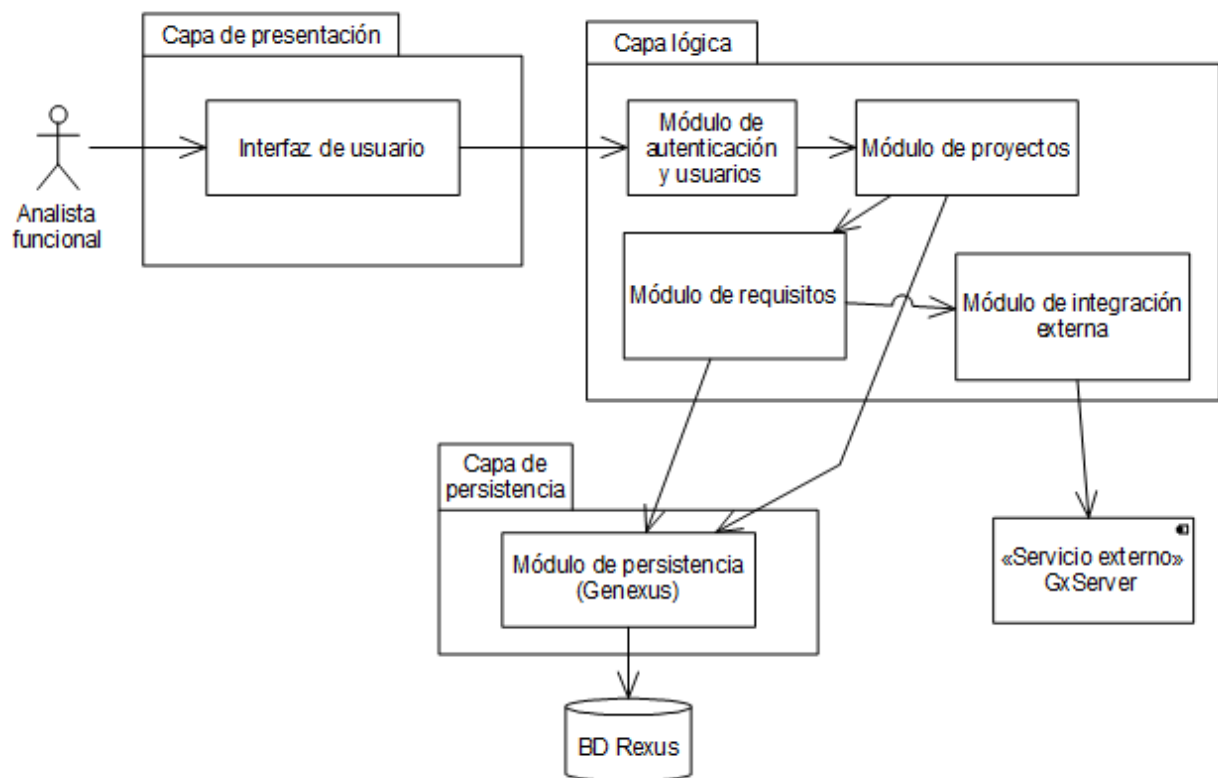 Capa de presentación
Capa lógica
Interfaz de usuario
Módulo de
autenticación
y usuarios
Módulo de proyectos
Analista
funcional
Módulo de requisitos
Módulo de integración
externa
Capa de
persistencia
Módulo de persistencia
(Genexus)
«Servicio externo»
GxServer
BD Rexus